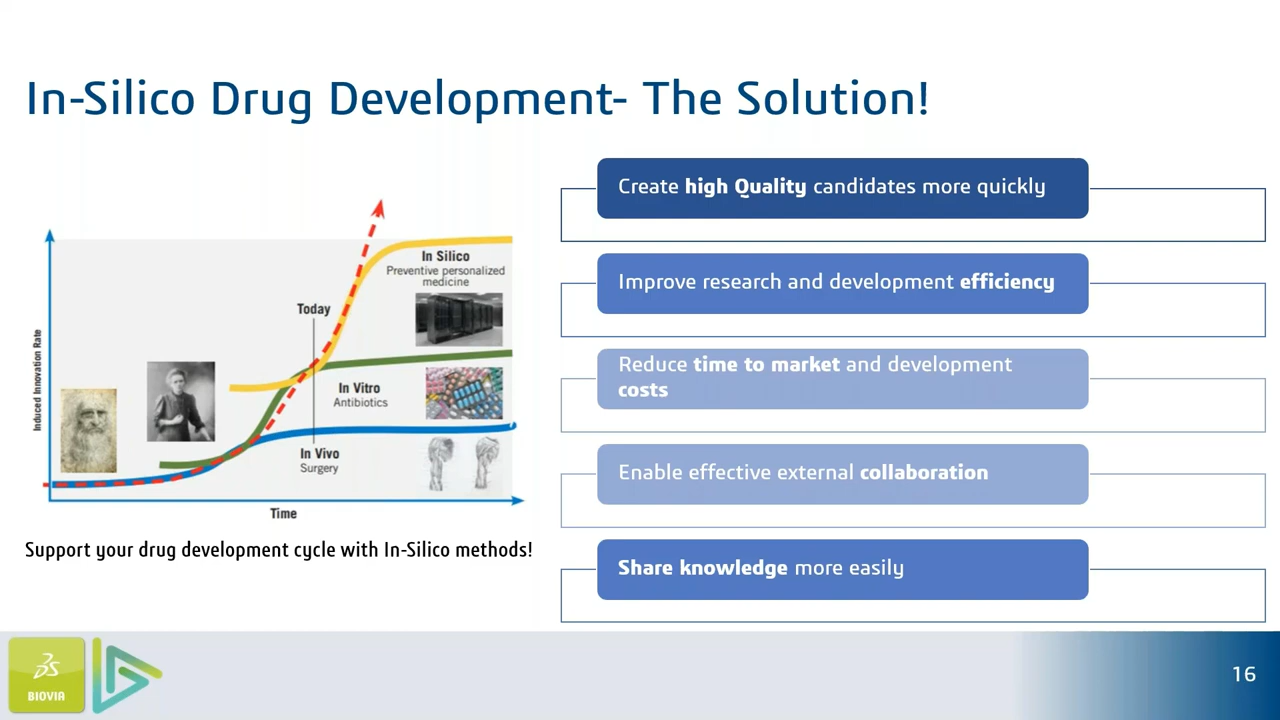 In-Silico Drug Development- The Solution!
Induced Innovation Rate
Today
In Silico
Preventive personalized
medicine
In Vitro
Antibiotics
In Vivo
Surgery
Time
Support your drug development cycle with In-Silico methods!
Create high Quality candidates more quickly
Improve research and development efficiency
Reduce time to market and development
costs
Enable effective external collaboration
Share knowledge more easily
3DS
BIOVIA
16